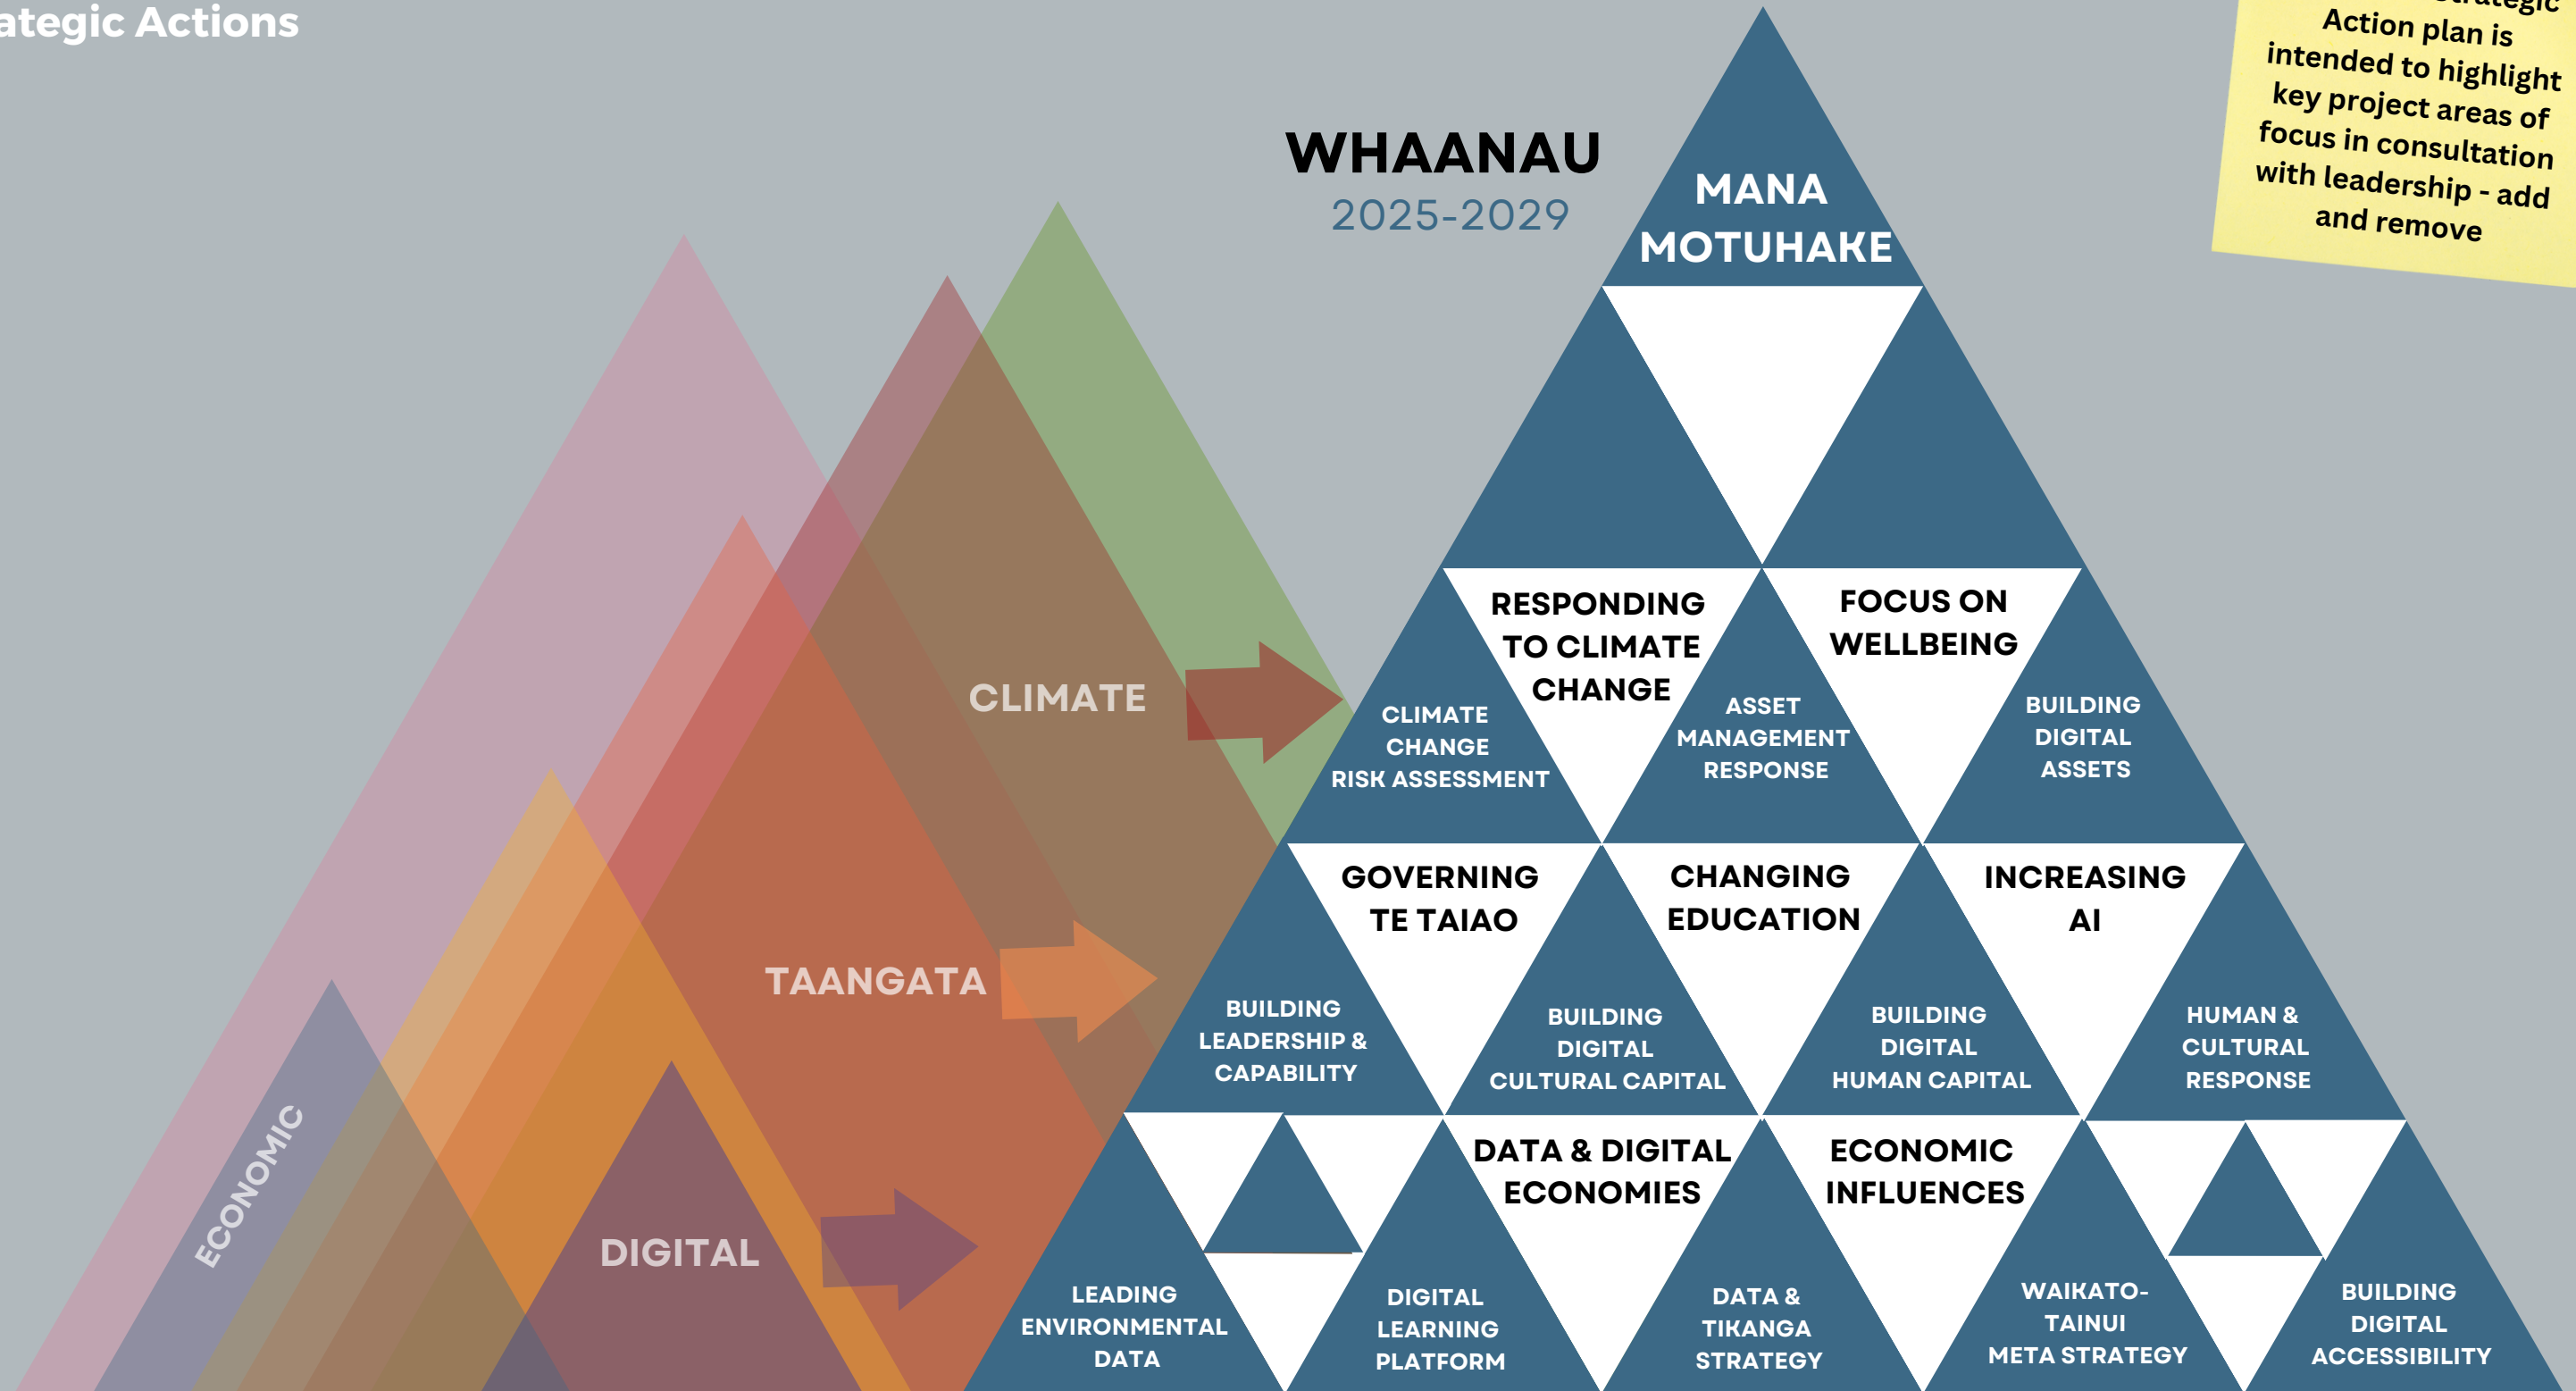 ategic Actions
Action plan is
intended to highlight
key project areas of
focus in consultation
with leadership - add
and remove
WHAANAU
2025-2029
MANA
MOTUHAKE
RESPONDING
TO CLIMATE
CHANGE
FOCUS ON
WELLBEING
CLIMATE
CLIMATE
CHANGE
RISK ASSESSMENT
ASSET
MANAGEMENT
RESPONSE
BUILDING
DIGITAL
ASSETS
GOVERNING
TE TAIAO
CHANGING
EDUCATION
INCREASING
AI
TAANGATA
BUILDING
LEADERSHIP &
CAPABILITY
BUILDING
DIGITAL
CULTURAL CAPITAL
BUILDING
DIGITAL
HUMAN CAPITAL
HUMAN &
CULTURAL
RESPONSE
DATA & DIGITAL
ECONOMIES
ECONOMIC
INFLUENCES
ECONOMIC
DIGITAL
LEADING
ENVIRONMENTAL
DATA
DIGITAL
LEARNING
PLATFORM
DATA &
TIKANGA
STRATEGY
WAIKATO-
TAINUI
META STRATEGY
BUILDING
DIGITAL
ACCESSIBILITY